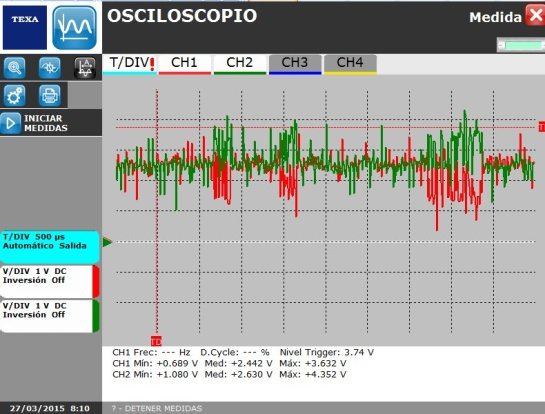 TEXA
OSCILOSCOPIO
Medida
T/DIV! CH1 CH2 CH3 CH4
INICIAR
MEDIDAS
T/DIV 500 µs
Automático Salida
V/DIV 1 V DC
Inversión Off
V/DIV 1 V DC
Inversión Off
CH1 Frec: --- Hz D.Cycle: --- % Nivel Trigger: 3.74 V
CH1 Mín: +0.689 V Med: +2.442 V Máx: +3.632 V
CH2 Mín: +1.080 V Med: +2.630 V Máx: +4.352 V
27/03/2015 8:10
? - DETENER MEDIDAS